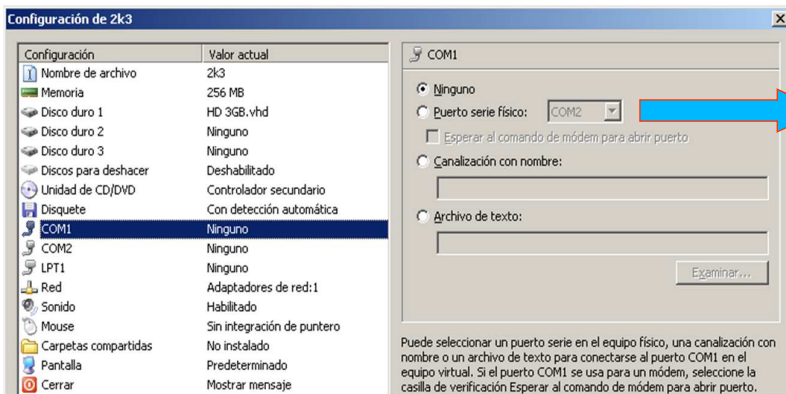 Configuración de 2k3
Configuración Valor actual
Nombre de archivo 2k3
Memoria 256 MB
Disco duro 1 HD 3GB.vhd
Disco duro 2 Ninguno
Disco duro 3 Ninguno
Discos para deshacer Deshabilitado
Unidad de CD/DVD Controlador secundario
Disquete Con detección automática
COM1 Ninguno
COM2 Ninguno
LPT1 Ninguno
Red Adaptadores de red:1
Sonido Habilitado
Mouse Sin integración de puntero
Carpetas compartidas No instalado
Pantalla Predeterminado
Cerrar Mostrar mensaje
COM1
Ninguno
Puerto serie físico: COM2
Esperar al comando de módem para abrir puerto
Canalización con nombre:
Archivo de texto:
Examinar...
Puede seleccionar un puerto serie en el equipo físico, una canalización con
nombre o un archivo de texto para conectarse al puerto COM1 en el
equipo virtual. Si el puerto COM1 se usa para un módem, seleccione la
casilla de verificación Esperar al comando de módem para abrir puerto.